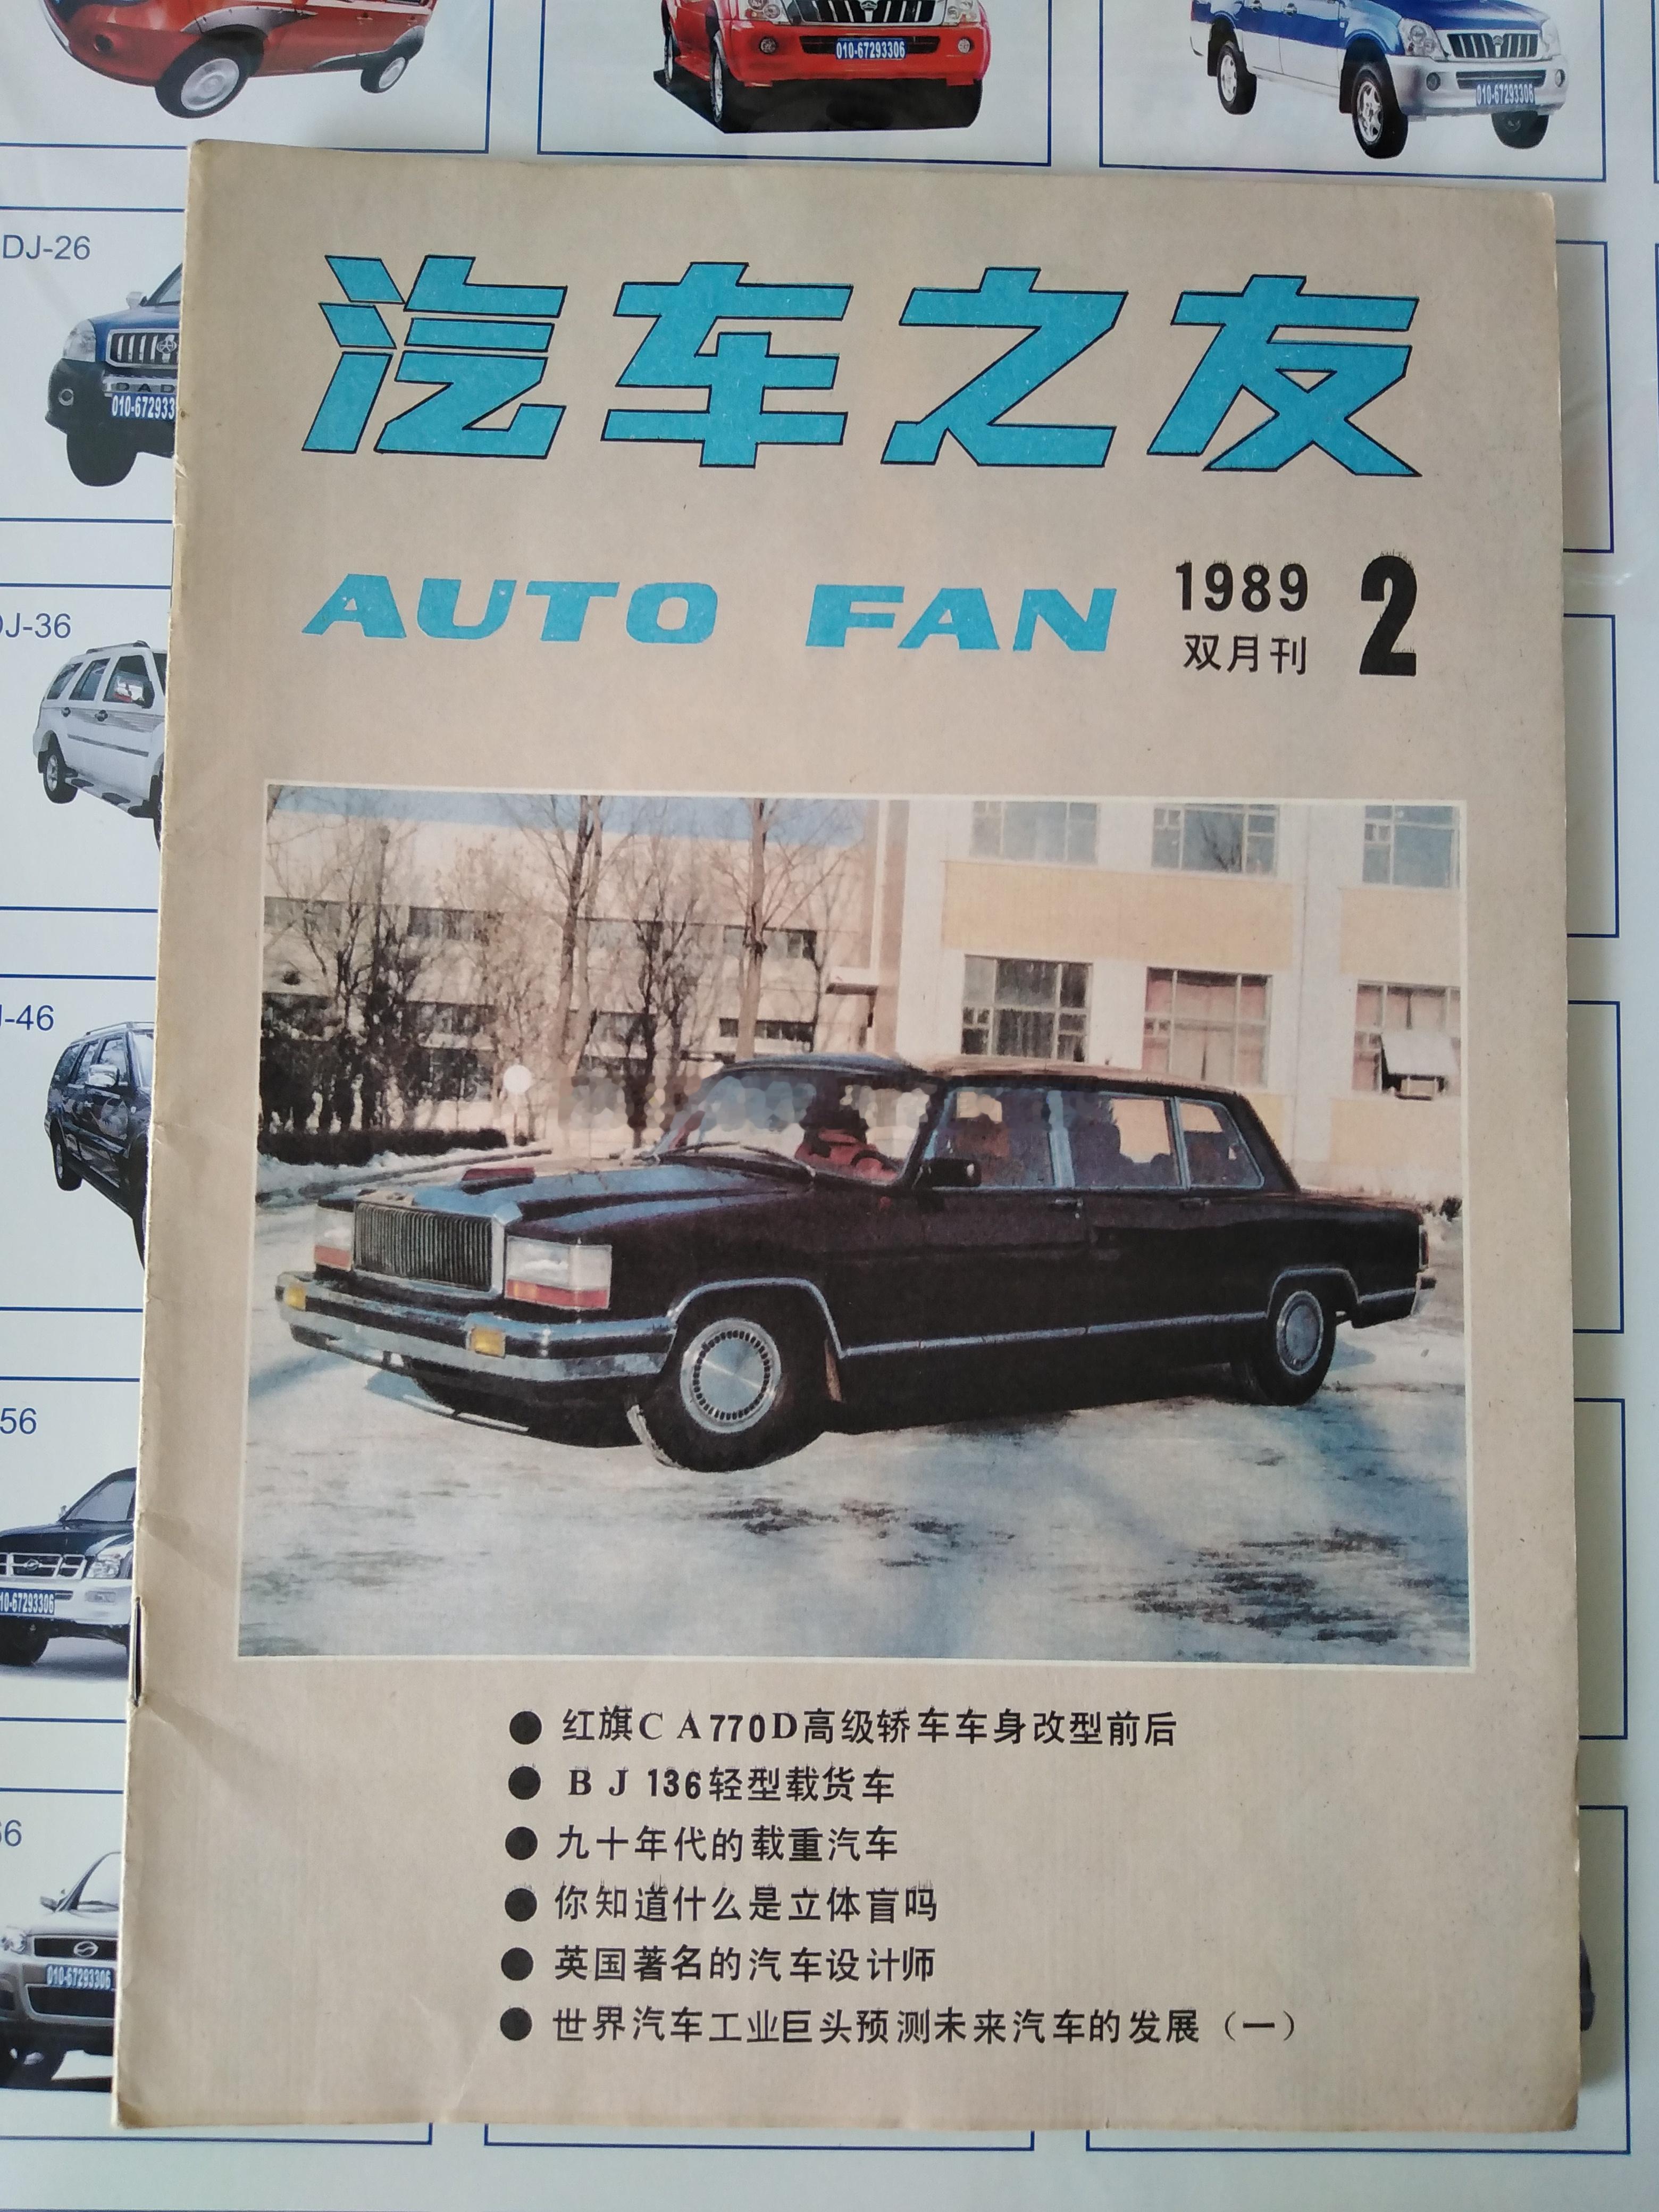 010-67293306
010-67293306
DJ-26
DAD
010-672933
汽车之友
AUTO FAN
1989
双月刊
2
DJ-36
-46
56
10-67293306
66
010-67293306
● 红旗CA770D高级轿车车身改型前后
● BJ136轻型载货车
● 九十年代的载重汽车
● 你知道什么是立体盲吗
● 英国著名的汽车设计师
● 世界汽车工业巨头预测未来汽车的发展（一）